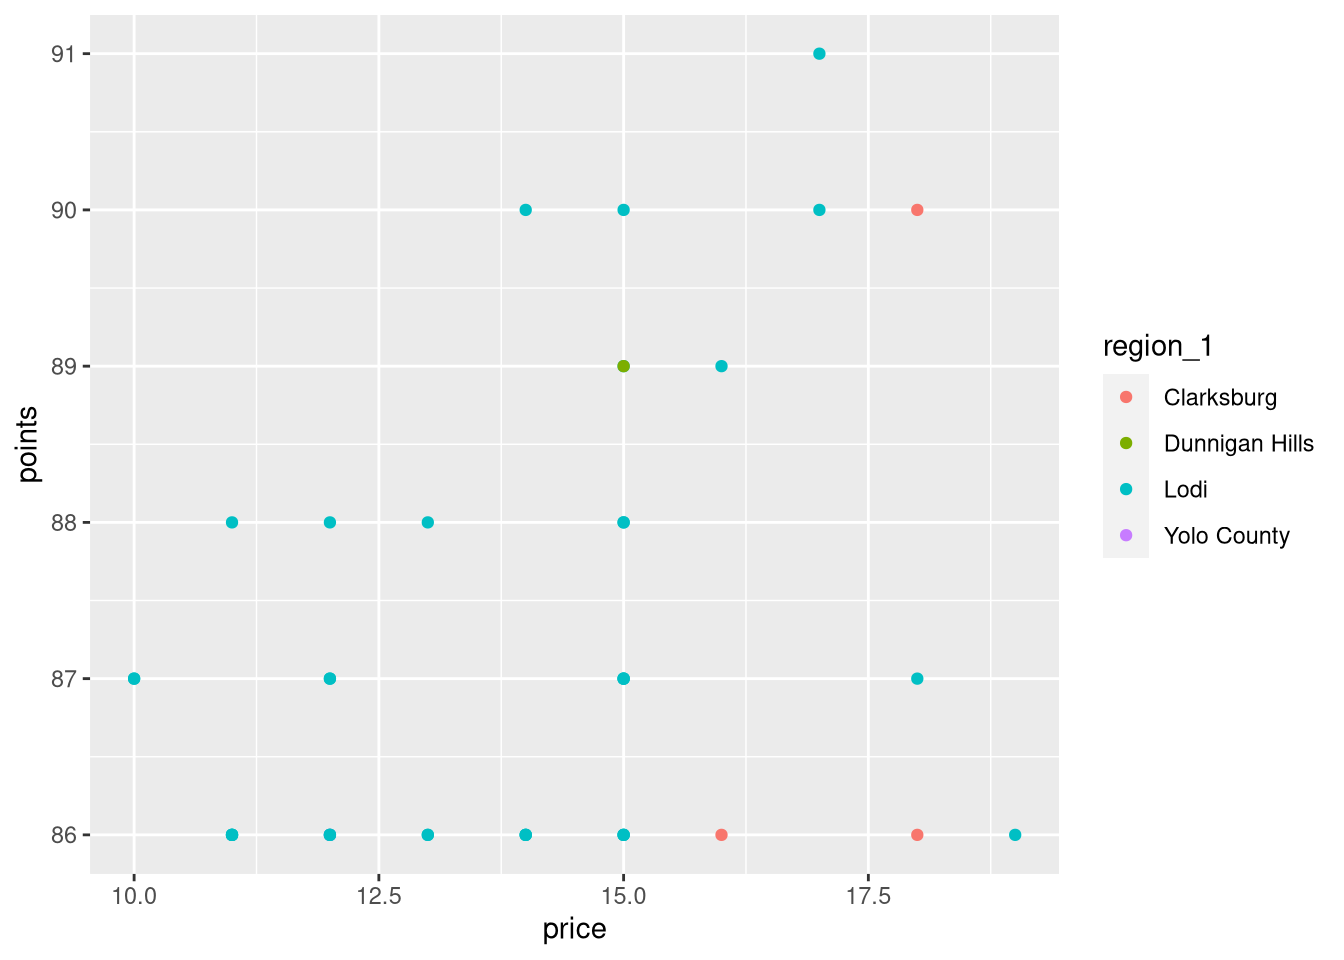 91
90
89
88
87
86
points
10.0
12.5
15.0
17.5
price
region_1
Clarksburg
Dunnigan Hills
Lodi
Yolo County